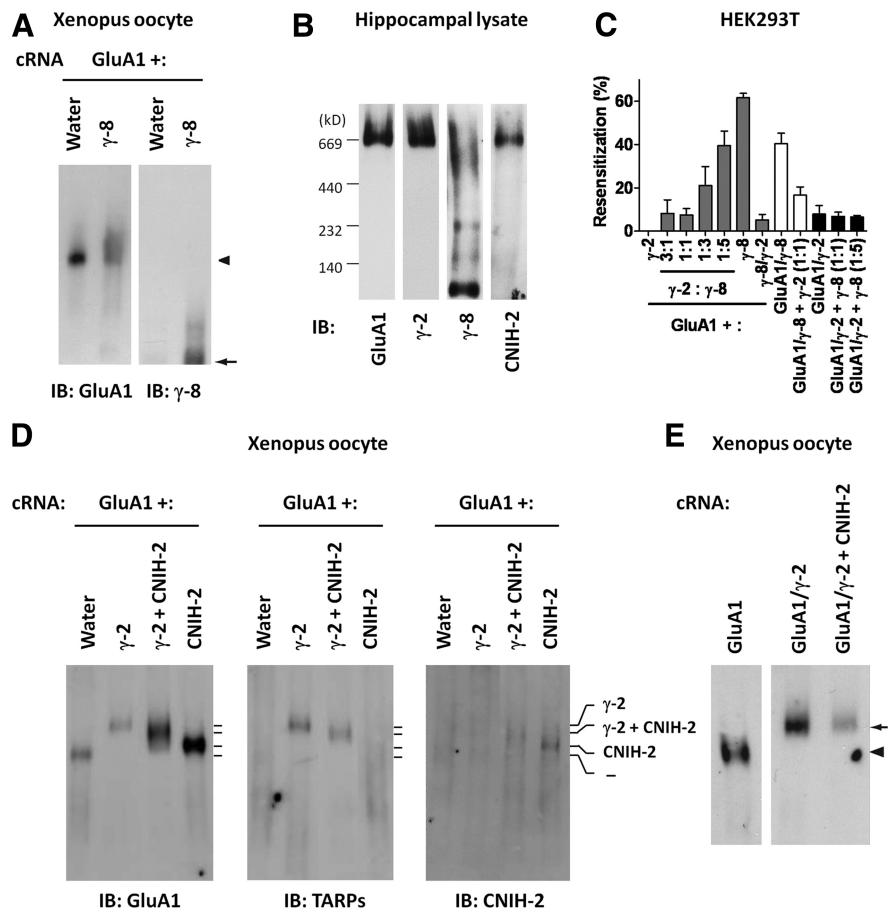 A
Xenopus oocyte
cRNA GluA1 +:
Water
γ-8
Water
γ-8
IB: GluA1 IB: γ-8
B
Hippocampal lysate
(kD)
669
440
232
140
IB:
GluA1
γ-2
γ-8
CNIH-2
C
HEK293T
Resensitization (%)
60
40
20
0
γ-2
3:1
1:1
1:3
1:5
γ-8
γ-8/γ-2
GluA1/γ-8
GluA1/γ-8 + γ-2 (1:1)
GluA1/γ-2
GluA1/γ-2 + γ-8 (1:1)
GluA1/γ-2 + γ-8 (1:5)
γ-2 : γ-8
GluA1 + :
D
Xenopus oocyte
cRNA: GluA1 +: GluA1 +: GluA1 +:
Water
γ-2
γ-2 + CNIH-2
CNIH-2
Water
γ-2
γ-2 + CNIH-2
CNIH-2
Water
γ-2
γ-2 + CNIH-2
CNIH-2
γ-2
γ-2 + CNIH-2
CNIH-2
–
IB: GluA1 IB: TARPs IB: CNIH-2
E
Xenopus oocyte
cRNA:
GluA1
GluA1/γ-2
GluA1/γ-2 + CNIH-2